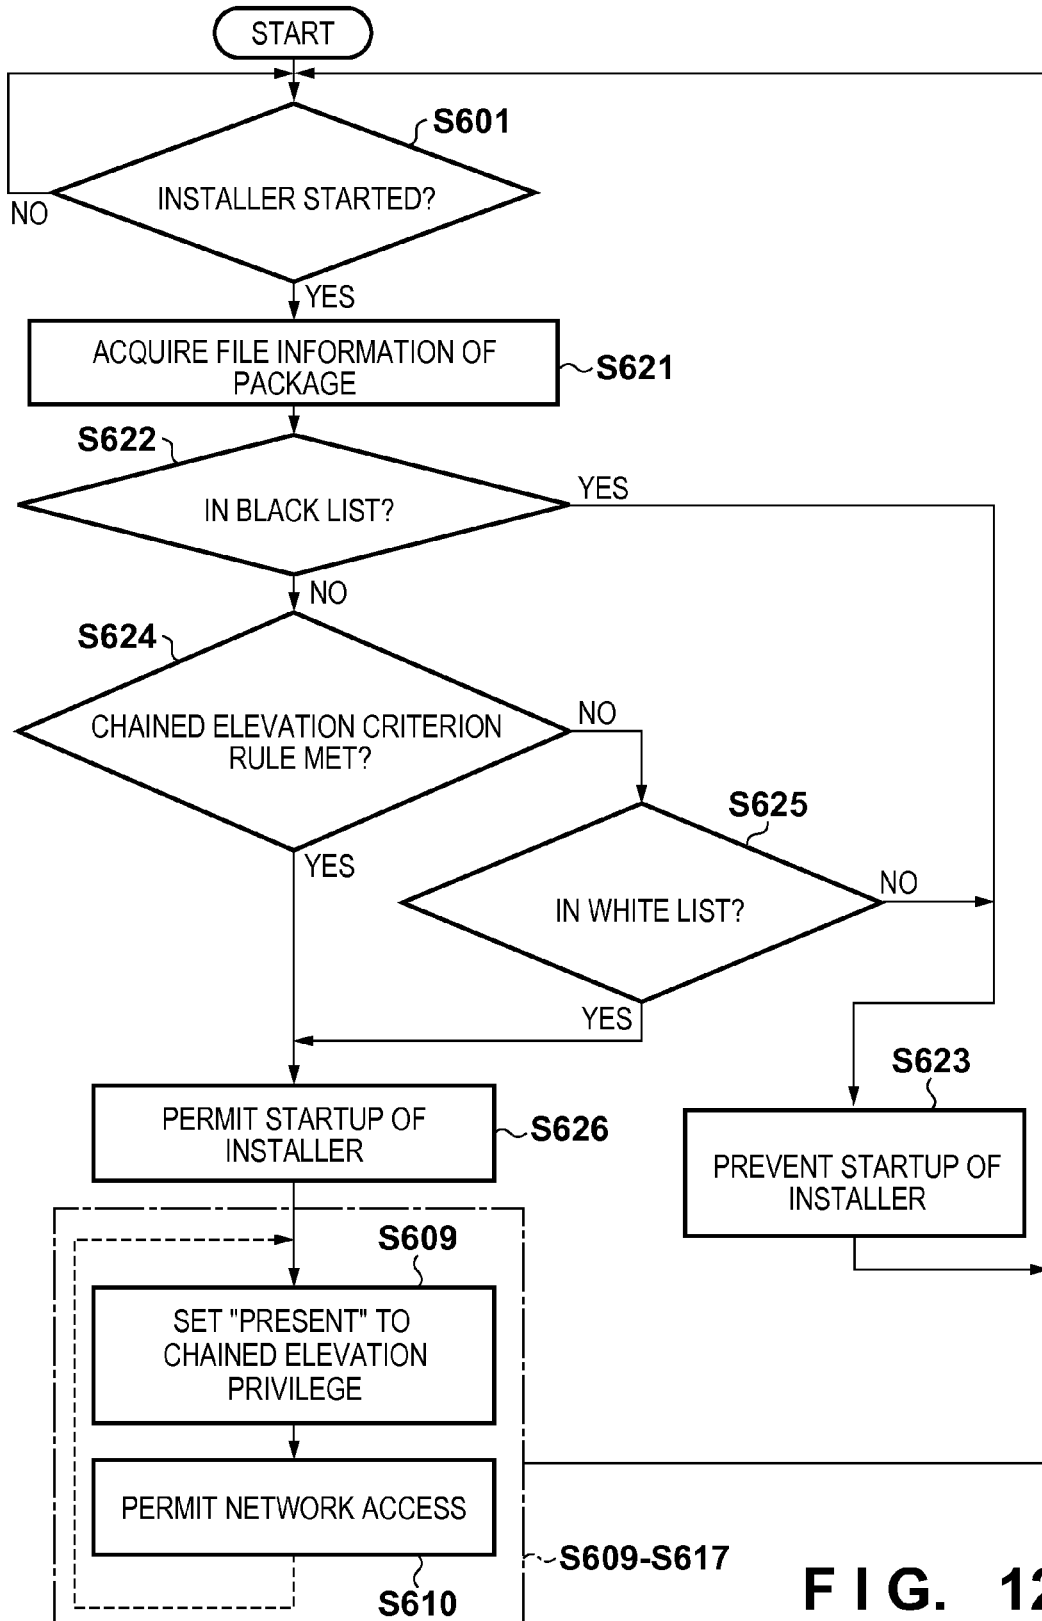 START
S601
INSTALLER STARTED?
NO
YES
ACQUIRE FILE INFORMATION OF
PACKAGE
S621
S622
IN BLACK LIST?
YES
NO
S624
CHAINED ELEVATION CRITERION
RULE MET?
NO
YES
S625
IN WHITE LIST?
NO
YES
PERMIT STARTUP OF
INSTALLER
S626
S623
PREVENT STARTUP OF
INSTALLER
S609
SET "PRESENT" TO
CHAINED ELEVATION
PRIVILEGE
PERMIT NETWORK ACCESS
S610
S609-S617
FIG. 12